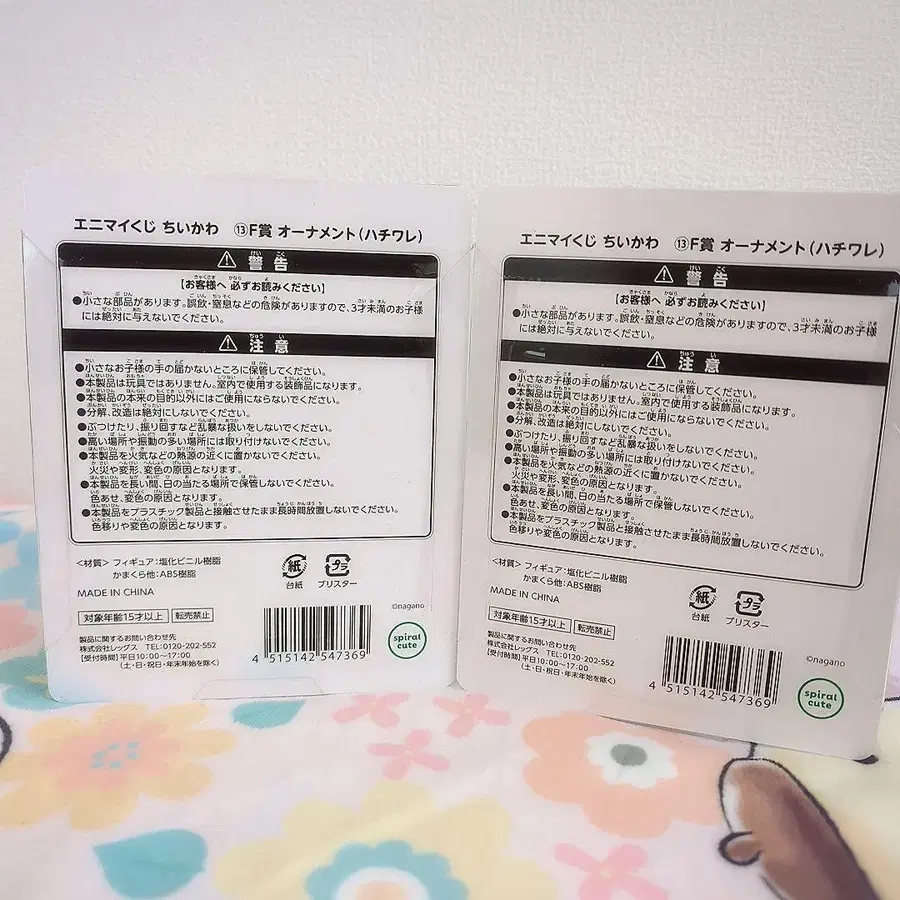 エニマイくじ ちいかわ ⑬F賞 オーナメント(ハチワレ)
⚠ 警告
【お客様へ 必ずお読みください】
●小さな部品があります。誤飲・窒息などの危険がありますので、3才未満のお子様
には絶対に与えないでください。
⚠ 注意
●小さなお子様の手の届かないところに保管してください。
●本製品は玩具ではありません。室内で使用する装飾品になります。
●本製品の本来の目的以外にはご使用にならないでください。
●分解、改造は絶対にしないでください。
●ぶつけたり、振り回すなど乱暴な扱いをしないでください。
●高い場所や振動の多い場所には取り付けないでください。
●本製品を火気などの熱源の近くに置かないでください。
火災や変形、変色の原因となります。
●本製品を長い間、日の当たる場所で保管しないでください。
色あせ、変色の原因となります。
●本製品をプラスチック製品と接触させたまま長時間放置しないでください。
色移りや変色の原因となります。
<材質> フィギュア:塩化ビニル樹脂
かまくら他:ABS樹脂
MADE IN CHINA
紙
台紙
プラ
ブリスター
対象年齢15才以上 転売禁止
製品に関するお問い合わせ先
株式会社レッグス TEL:0120-202-552
【受付時間】平日10:00~17:00
(土・日・祝日・年末年始を除く)
4 515142 547369
©nagano
spiral
cute
エニマイくじ ちいかわ ⑬F賞 オーナメント(ハチワレ)
⚠ 警告
【お客様へ 必ずお読みください】
●小さな部品があります。誤飲・窒息などの危険がありますので、3才未満のお子様
には絶対に与えないでください。
⚠ 注意
●小さなお子様の手の届かないところに保管してください。
●本製品は玩具ではありません。室内で使用する装飾品になります。
●本製品の本来の目的以外にはご使用にならないでください。
●分解、改造は絶対にしないでください。
●ぶつけたり、振り回すなど乱暴な扱いをしないでください。
●高い場所や振動の多い場所には取り付けないでください。
●本製品を火気などの熱源の近くに置かないでください。
火災や変形、変色の原因となります。
●本製品を長い間、日の当たる場所で保管しないでください。
色あせ、変色の原因となります。
●本製品をプラスチック製品と接触させたまま長時間放置しないでください。
色移りや変色の原因となります。
<材質> フィギュア:塩化ビニル樹脂
かまくら他:ABS樹脂
MADE IN CHINA
紙
台紙
プラ
ブリスター
対象年齢15才以上 転売禁止
製品に関するお問い合わせ先
株式会社レッグス TEL:0120-202-552
【受付時間】平日10:00~17:00
(土・日・祝日・年末年始を除く)
4 515142 547369
©nagano
spiral
cute